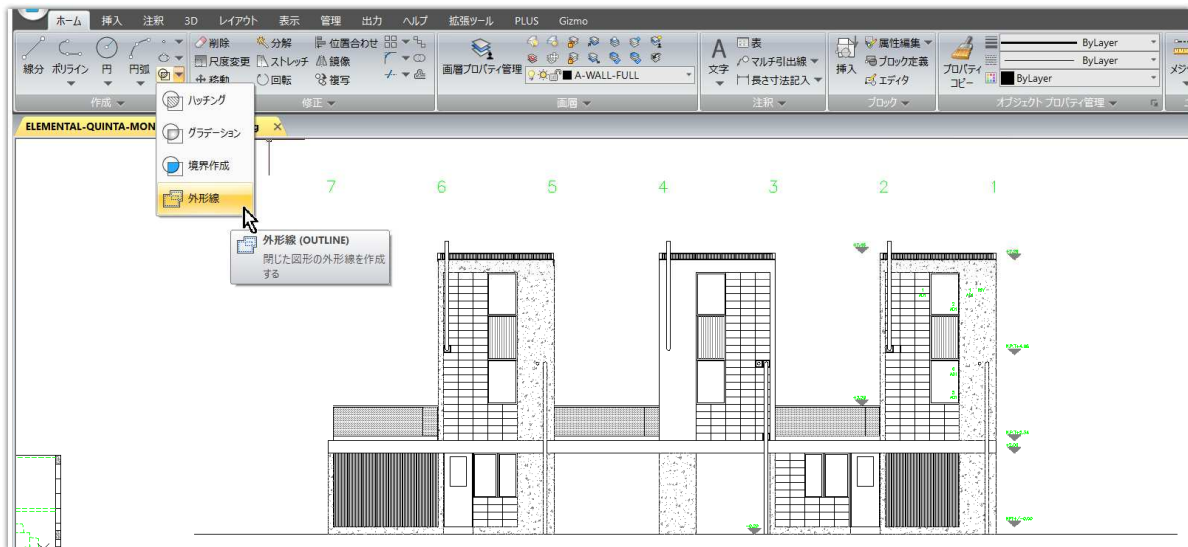 ホーム 挿入 注釈 3D レイアウト 表示 管理 出力 ヘルプ 拡張ツール PLUS Gizmo
線分 ポリライン 円 円弧
削除 分解 位置合わせ
尺度変更 ストレッチ 鏡像
移動 回転 複写
画層プロパティ管理
A-WALL-FULL
文字
表
マルチ引出線
長さ寸法記入
挿入
属性編集
ブロック定義
エディタ
プロパティ
コピー
ByLayer
ByLayer
ByLayer
メジ
作成 修正 画層 注釈 ブロック オブジェクト プロパティ管理
ELEMENTAL-QUINTA-MON
ハッチング
グラデーション
境界作成
外形線
外形線 (OUTLINE)
閉じた図形の外形線を作成
する
7 6 5 4 3 2 1